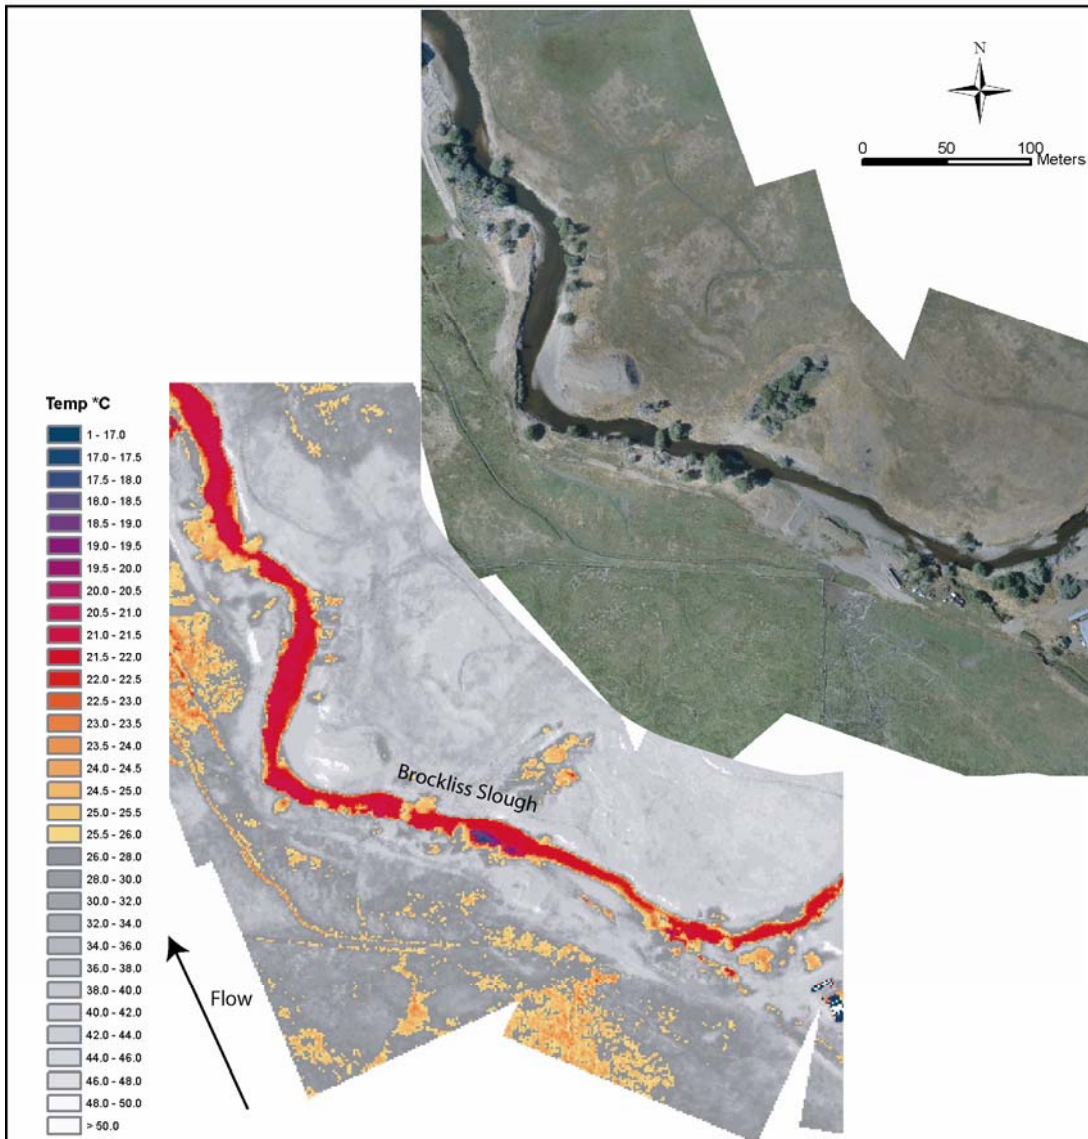 N
0 50 100
Meters
Temp *C
1 - 17.0
17.0 - 17.5
17.5 - 18.0
18.0 - 18.5
18.5 - 19.0
19.0 - 19.5
19.5 - 20.0
20.0 - 20.5
20.5 - 21.0
21.0 - 21.5
21.5 - 22.0
22.0 - 22.5
22.5 - 23.0
23.0 - 23.5
23.5 - 24.0
24.0 - 24.5
24.5 - 25.0
25.0 - 25.5
25.5 - 26.0
26.0 - 28.0
28.0 - 30.0
30.0 - 32.0
32.0 - 34.0
34.0 - 36.0
36.0 - 38.0
38.0 - 40.0
40.0 - 42.0
42.0 - 44.0
44.0 - 46.0
46.0 - 48.0
48.0 - 50.0
> 50.0
Brockliss Slough
Flow